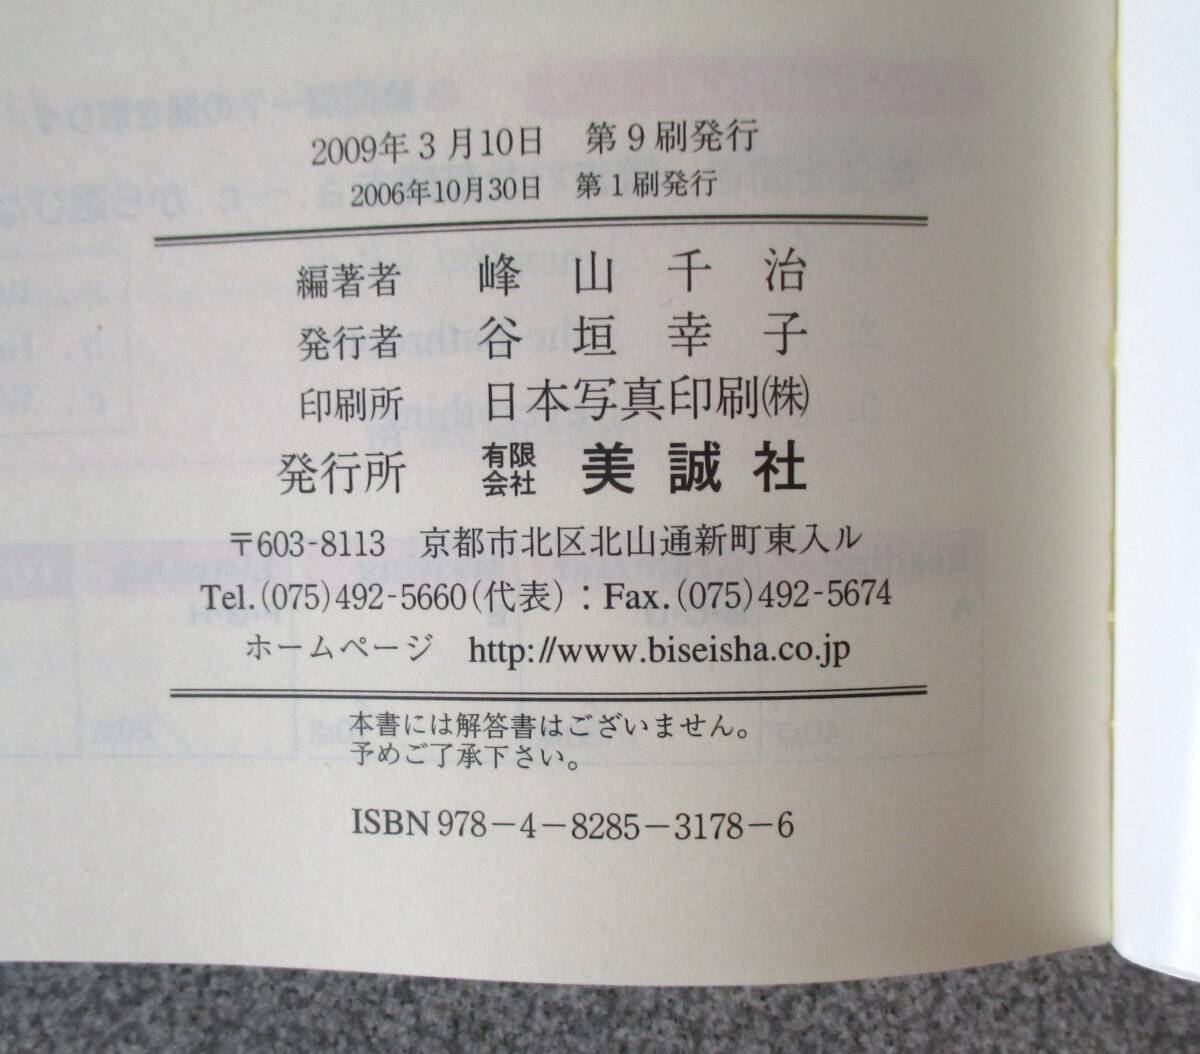 2009年3月10日 第9刷発行
2006年10月30日 第1刷発行
編著者 峰山千治
発行者 谷垣幸子
印刷所 日本写真印刷㈱
発行所 有限会社 美誠社
〒603-8113 京都市北区北山通新町東入ル
Tel.(075)492-5660(代表):Fax.(075)492-5674
ホームページ http://www.biseisha.co.jp
本書には解答書はございません。
予めご了承下さい。
ISBN978-4-8285-3178-6